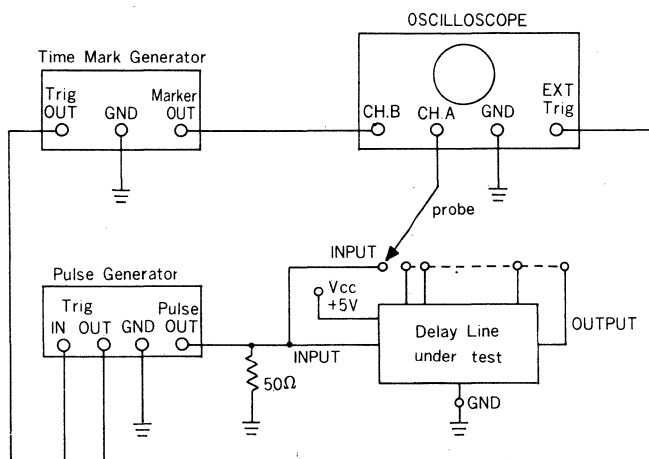 OSCILLOSCOPE
Time Mark Generator
Trig
OUT
GND
Marker
OUT
CH.B
CH.A
GND
EXT
Trig
probe
INPUT
Pulse Generator
Trig
IN
OUT
GND
Pulse
OUT
Vcc
+5V
INPUT
50Ω
Delay Line
under test
OUTPUT
GND